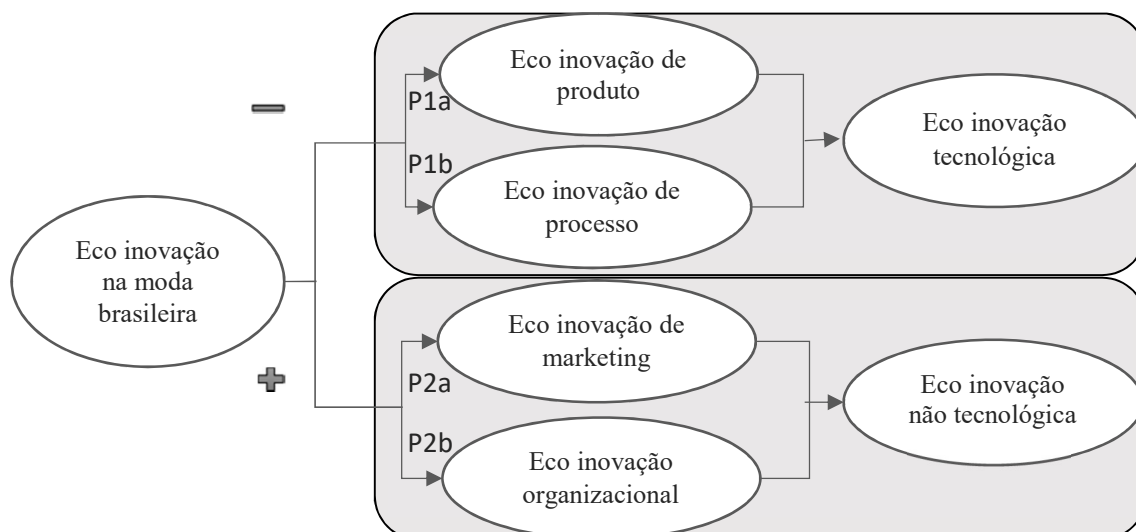 Eco inovação de
produto
P1a
Eco inovação
tecnológica
P1b
Eco inovação de
processo
Eco inovação
na moda
brasileira
Eco inovação de
marketing
P2a
Eco inovação
não tecnológica
P2b
Eco inovação
organizacional